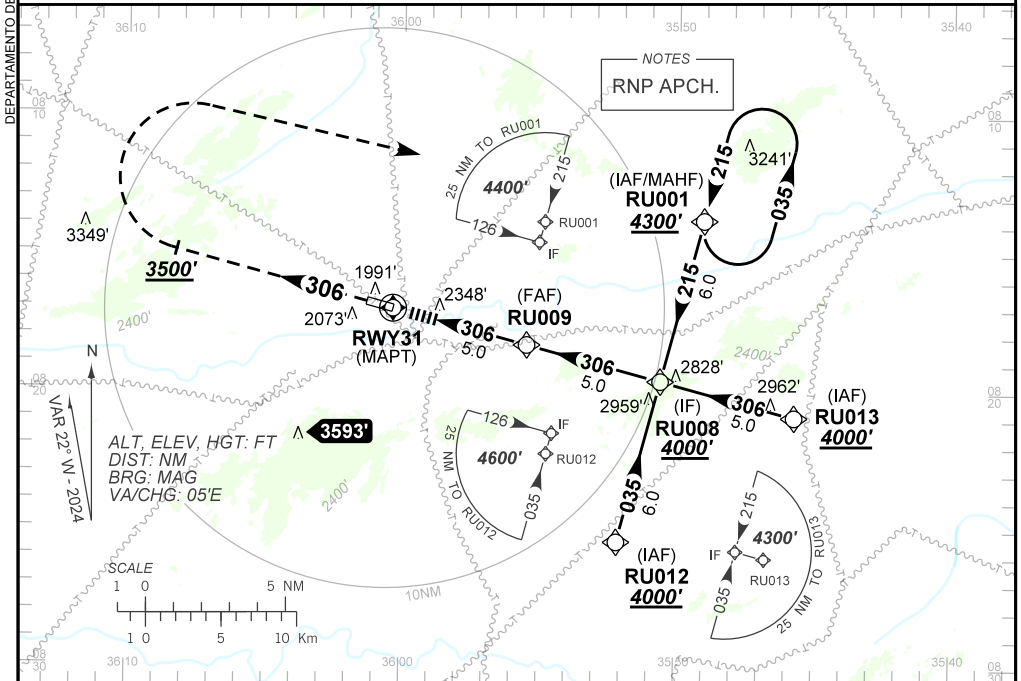 DEPARTAMENTO DE
36 10
36 00
35 50
35 40
08
10
08
10
NOTES
RNP APCH.
25 NM TO RU001
4400'
215
RU001
126
IF
(IAF/MAHF)
RU001
4300'
215
3241'
035
3349'
3500'
306
1991'
2073'
RWY31
(MAPT)
2348'
306
5.0
(FAF)
RU009
306
5.0
215
6.0
2400'
2828'
2959'
(IF)
RU008
4000'
2962'
306
5.0
(IAF)
RU013
4000'
2400'
08
20
08
20
N
VAR 22° W - 2024
ALT, ELEV, HGT: FT
DIST: NM
BRG: MAG
VA/CHG: 05'E
3593'
2400'
126
IF
4600'
RU012
035
25 NM TO RU012
035
6.0
(IAF)
RU012
4000'
215
4300'
IF
RU013
035
25 NM TO RU013
10NM
SCALE
1 0 5 NM
1 0 5 10 Km
08
30
08
30
36 10
36 00
35 50
35 40